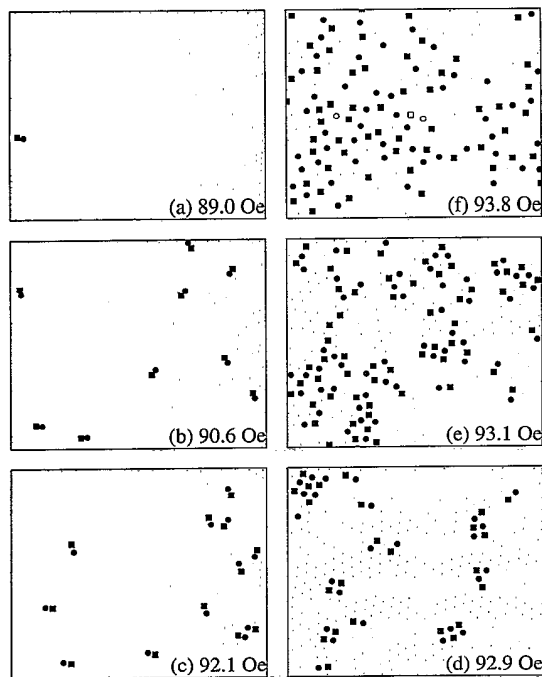 (a) 89.0 Oe
(f) 93.8 Oe
(b) 90.6 Oe
(e) 93.1 Oe
(c) 92.1 Oe
(d) 92.9 Oe